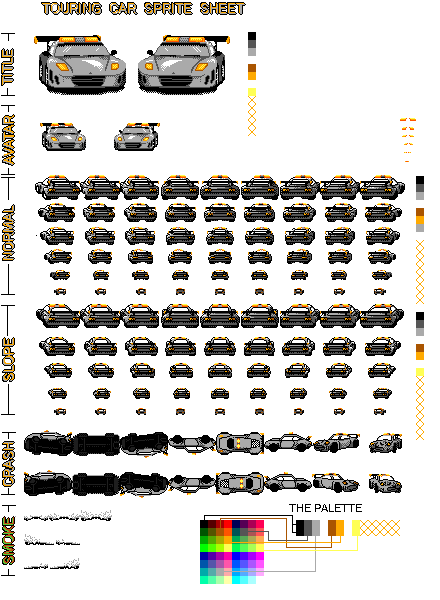 TOURING CAR SPRITE SHEET
TITLE
AVATAR
NORMAL
SLOPE
CRASH
SMOKE
THE PALETTE